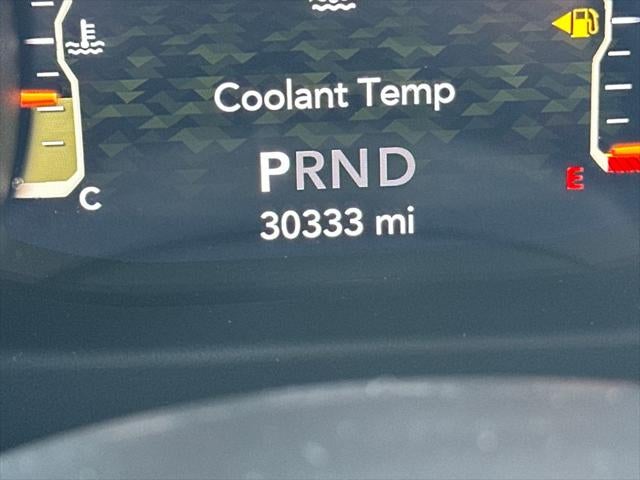 Coolant Temp
PRND
C
E
30333 mi